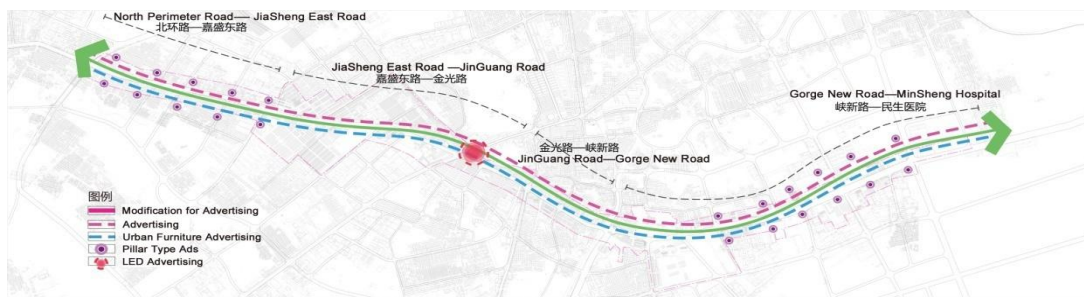 North Perimeter Road— JiaSheng East Road
北环路—嘉盛东路
JiaSheng East Road —JinGuang Road
嘉盛东路—金光路
金光路—峡新路
JinGuang Road—Gorge New Road
Gorge New Road—MinSheng Hospital
峡新路—民生医院
图例
Modification for Advertising
Advertising
Urban Furniture Advertising
Pillar Type Ads
LED Advertising